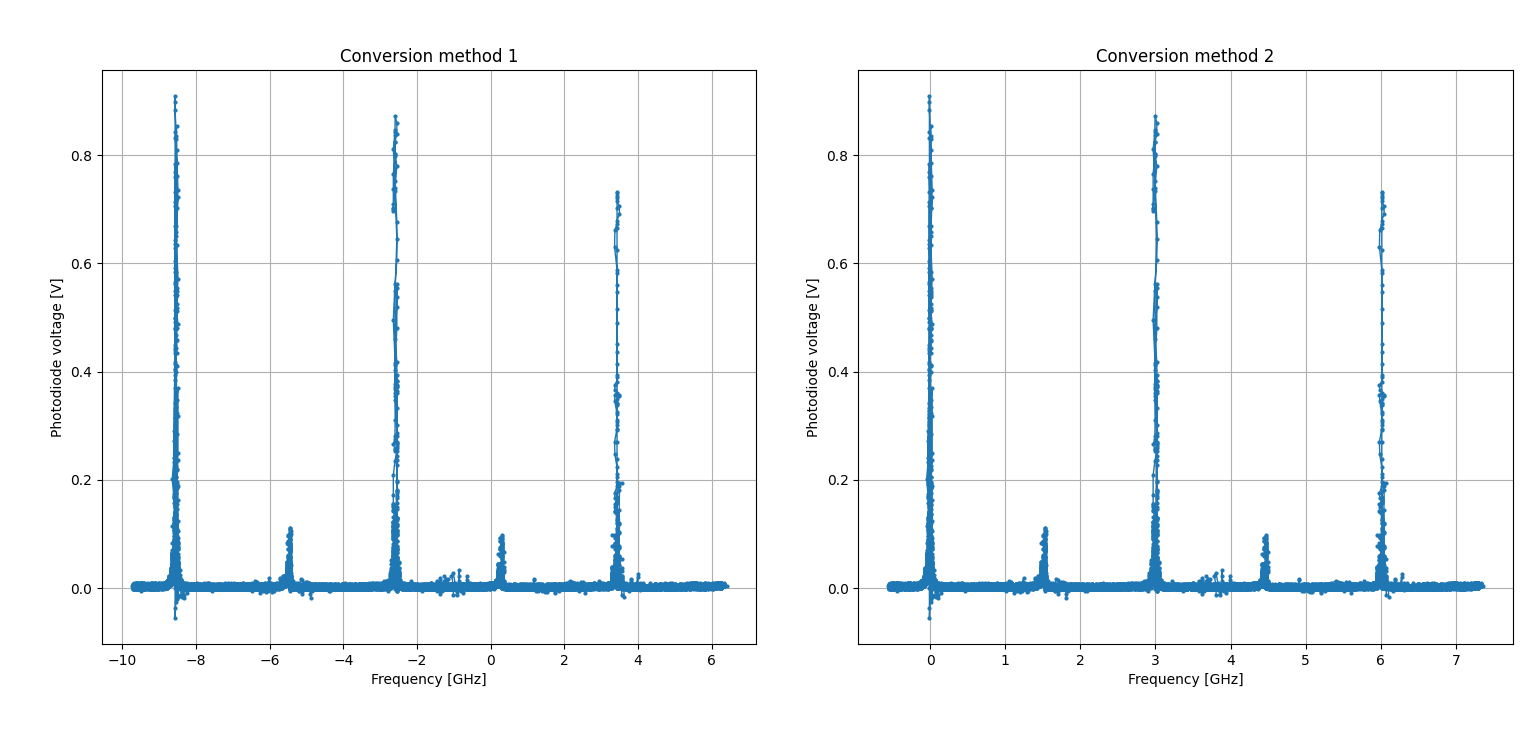 Conversion method 1
Photodiode voltage [V]
0.8
0.6
0.4
0.2
0.0
−10 −8 −6 −4 −2 0 2 4 6
Frequency [GHz]
Conversion method 2
Photodiode voltage [V]
0.8
0.6
0.4
0.2
0.0
0 1 2 3 4 5 6 7
Frequency [GHz]